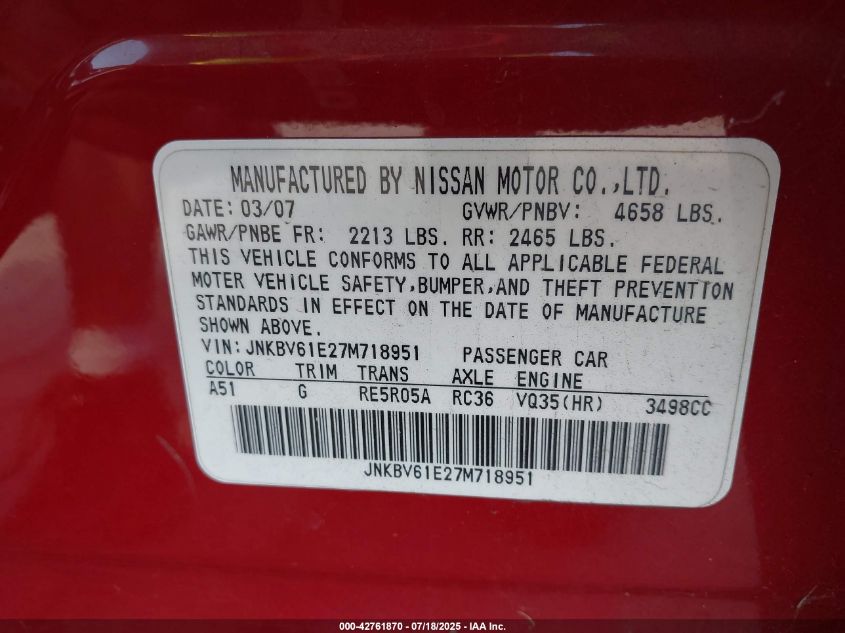 MANUFACTURED BY NISSAN MOTOR CO.,LTD.
DATE: 03/07 GVWR/PNBV: 4658 LBS.
GAWR/PNBE FR: 2213 LBS. RR: 2465 LBS.
THIS VEHICLE CONFORMS TO ALL APPLICABLE FEDERAL
MOTER VEHICLE SAFETY,BUMPER,AND THEFT PREVENTION
STANDARDS IN EFFECT ON THE DATE OF MANUFACTURE
SHOWN ABOVE.
VIN:JNKBV61E27M718951 PASSENGER CAR
COLOR TRIM TRANS AXLE ENGINE
A51 G RE5R05A RC36 VQ35(HR) 3498CC
JNKBV61E27M718951
000-42761870 - 07/18/2025 - IAA Inc.